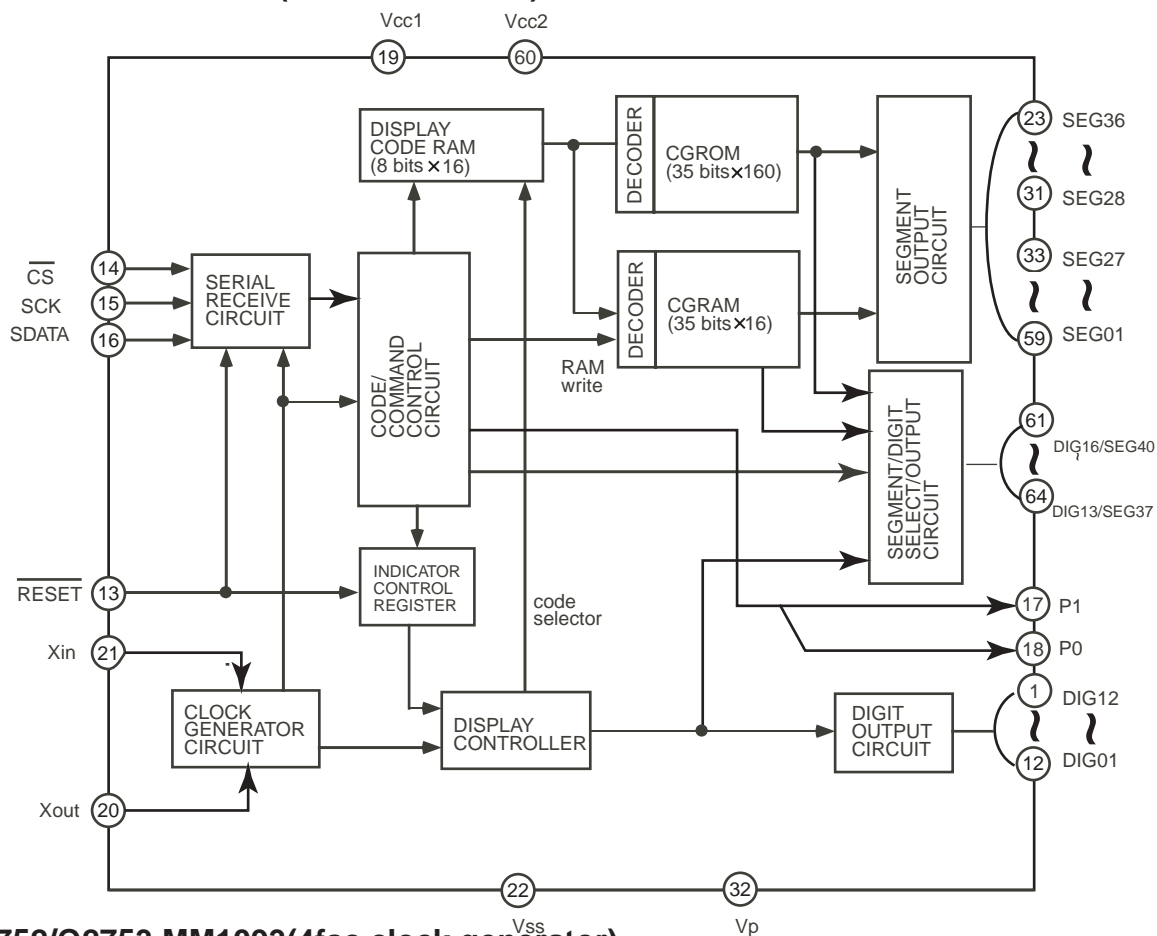 Vcc1
Vcc2
19
60
DISPLAY
CODE RAM
(8 bits ×16)
DECODER
CGROM
(35 bits×160)
SEGMENT
OUTPUT
CIRCUIT
23
SEG36
31
SEG28
33
SEG27
59
SEG01
CS
14
SCK
15
SDATA
16
SERIAL
RECEIVE
CIRCUIT
CODE/
COMMAND
CONTROL
CIRCUIT
DECODER
CGRAM
(35 bits×16)
RAM
write
SEGMENT/DIGIT
SELECT/OUTPUT
CIRCUIT
61
DIG16/SEG40
64
DIG13/SEG37
RESET
13
INDICATOR
CONTROL
REGISTER
code
selector
17
P1
18
P0
Xin
21
CLOCK
GENERATOR
CIRCUIT
DISPLAY
CONTROLLER
DIGIT
OUTPUT
CIRCUIT
1
DIG12
12
DIG01
Xout
20
22
32
Vss
Vp